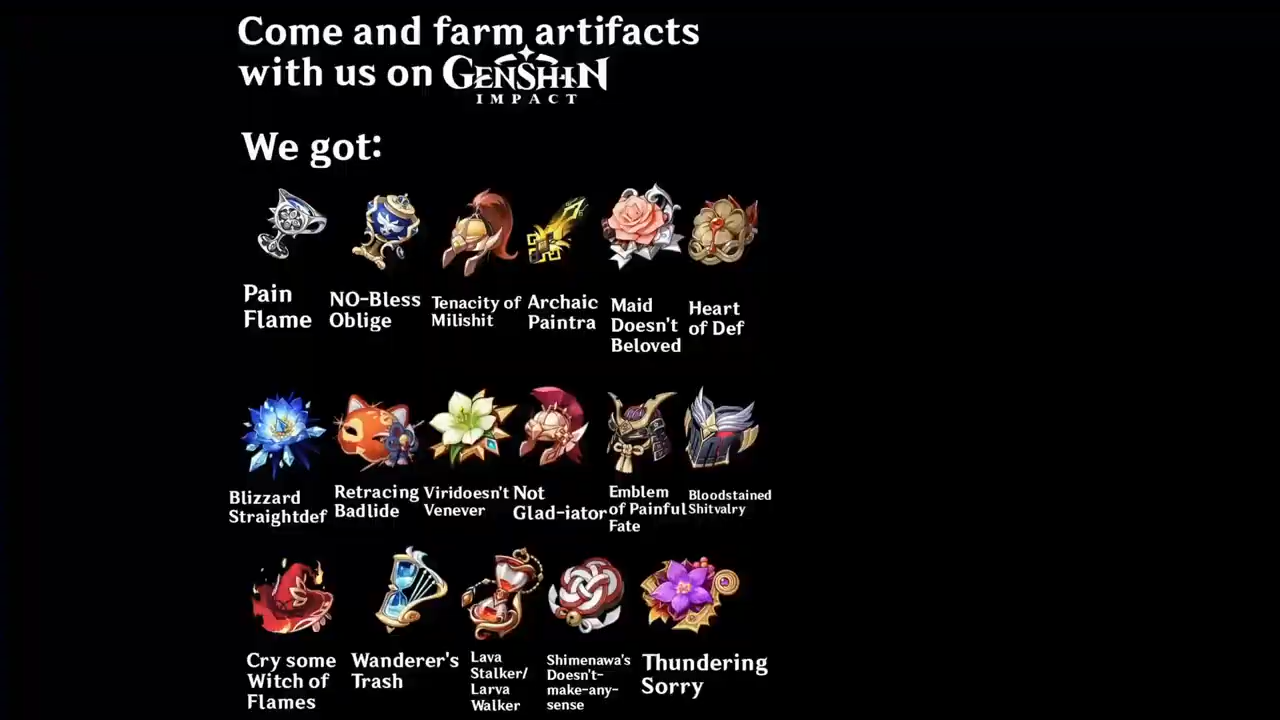 Come and farm artifacts
with us on GENSHIN
IMPACT
We got:
Pain
Flame
NO-Bless
Oblige
Tenacity of
Milishit
Archaic
Paintra
Maid
Doesn't
Beloved
Heart
of Def
Blizzard
Straightdef
Retracing
Badlide
Viridoesn't
Venever
Not
Glad-iator
Emblem
of Painful
Fate
Bloodstained
Shitvalry
Cry some
Witch of
Flames
Wanderer's
Trash
Lava
Stalker/
Larva
Walker
Shimenawa's
Doesn't-
make-any-
sense
Thundering
Sorry